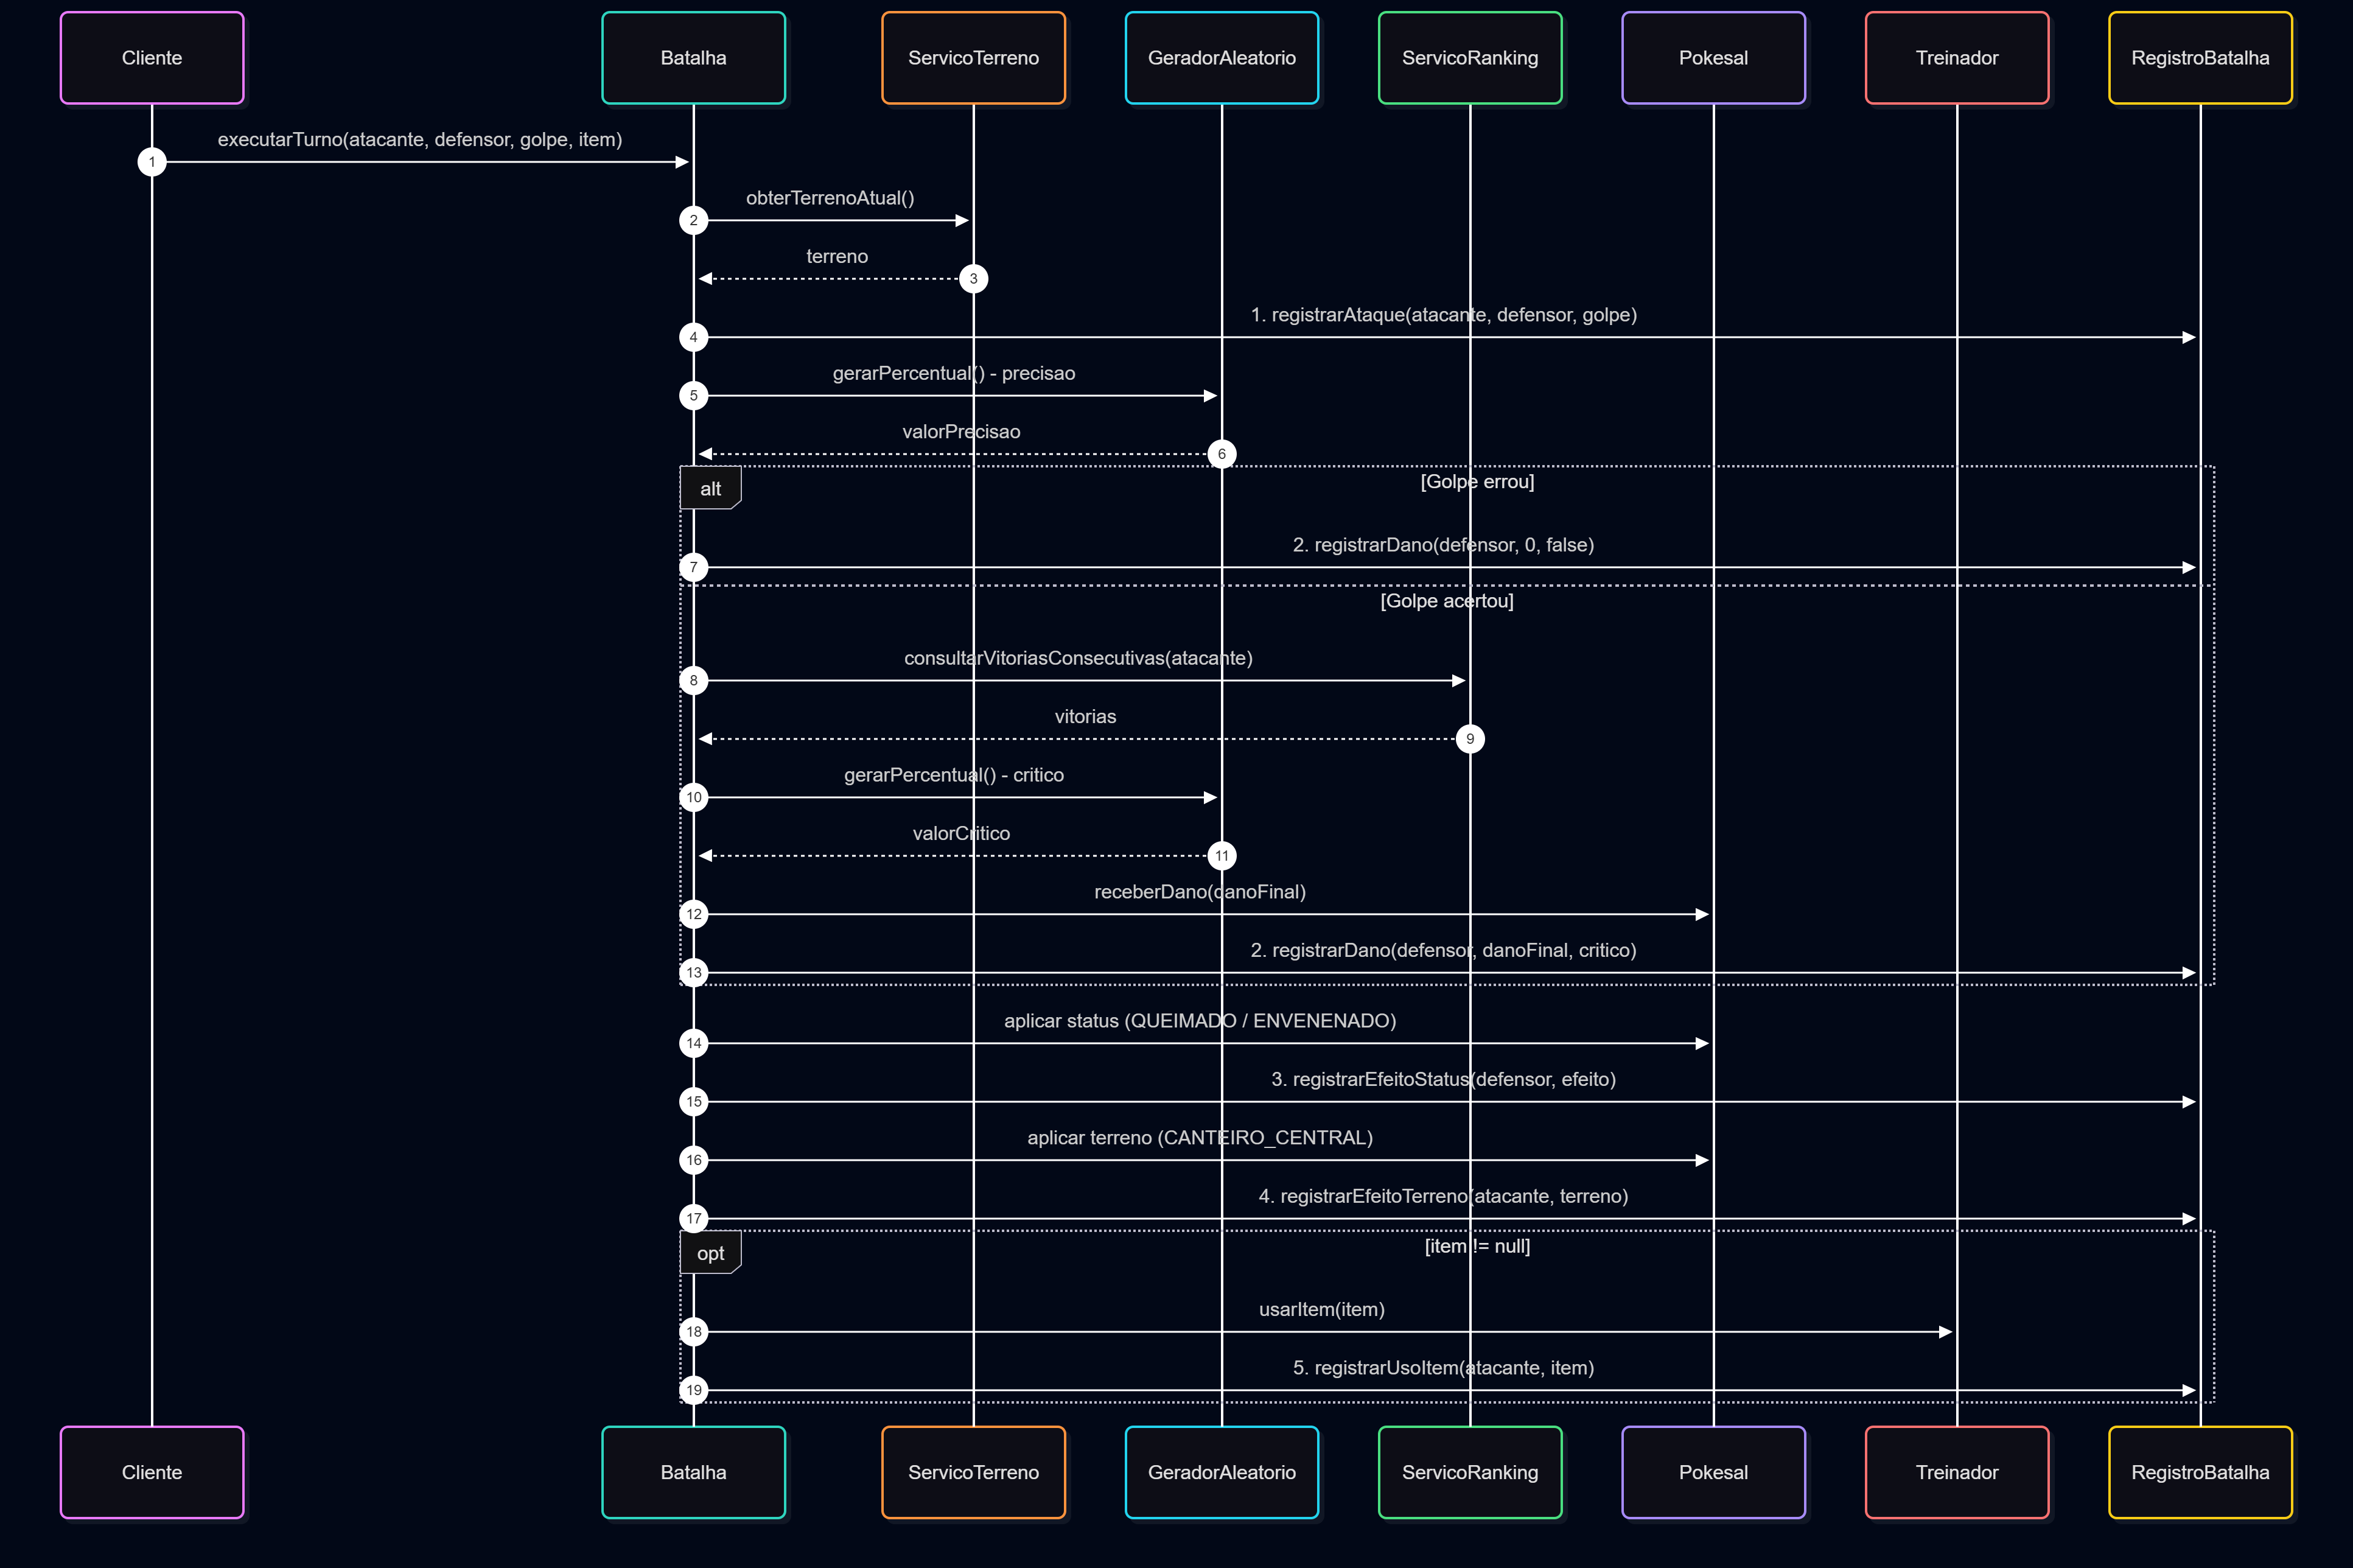 Cliente
Batalha
ServicoTerreno
GeradorAleatorio
ServicoRanking
Pokesal
Treinador
RegistroBatalha
executarTurno(atacante, defensor, golpe, item)
1
obterTerrenoAtual()
2
terreno
3
1. registrarAtaque(atacante, defensor, golpe)
4
gerarPercentual() - precisao
5
valorPrecisao
6
alt
[Golpe errou]
2. registrarDano(defensor, 0, false)
7
[Golpe acertou]
consultarVitoriasConsecutivas(atacante)
8
vitorias
9
gerarPercentual() - critico
10
valorCritico
11
receberDano(danoFinal)
12
2. registrarDano(defensor, danoFinal, critico)
13
aplicar status (QUEIMADO / ENVENENADO)
14
3. registrarEfeitoStatus(defensor, efeito)
15
aplicar terreno (CANTEIRO_CENTRAL)
16
4. registrarEfeitoTerreno(atacante, terreno)
17
opt
[item != null]
usarItem(item)
18
5. registrarUsoItem(atacante, item)
19
Cliente
Batalha
ServicoTerreno
GeradorAleatorio
ServicoRanking
Pokesal
Treinador
RegistroBatalha